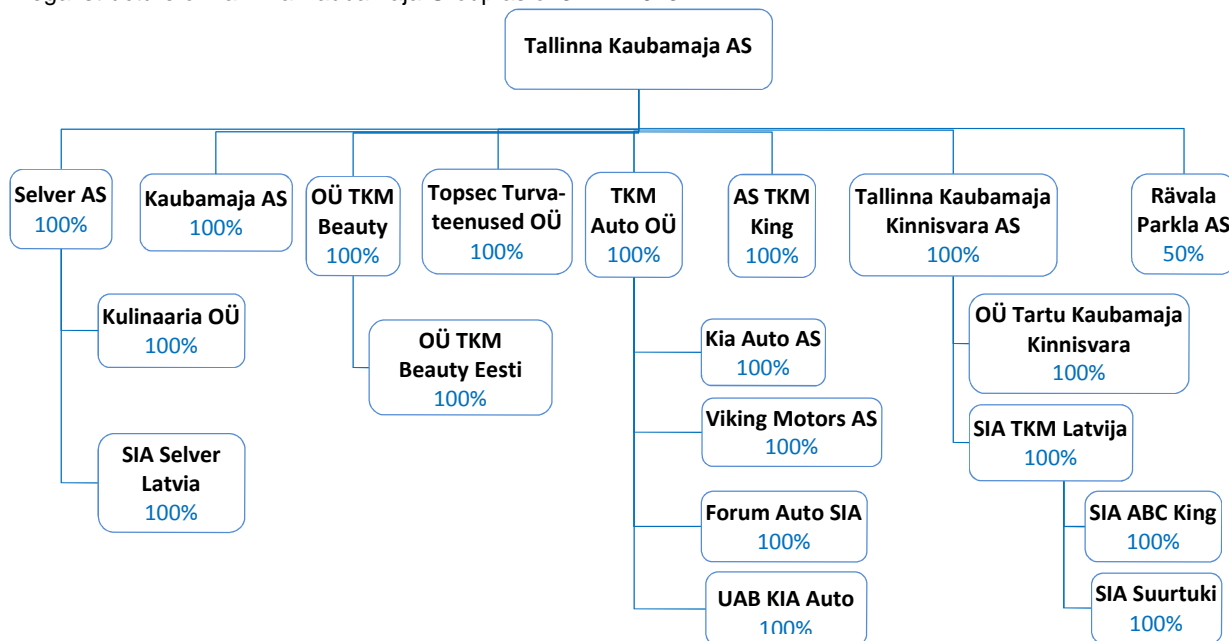 Tallinna Kaubamaja AS
Selver AS
100%
Kaubamaja AS
100%
OÜ TKM
Beauty
100%
Topsec Turva-
teenused OÜ
100%
TKM
Auto OÜ
100%
AS TKM
King
100%
Tallinna Kaubamaja
Kinnisvara AS
100%
Rävala
Parkla AS
50%
Kulinaaria OÜ
100%
SIA Selver
Latvia
100%
OÜ TKM
Beauty Eesti
100%
Kia Auto AS
100%
Viking Motors AS
100%
Forum Auto SIA
100%
UAB KIA Auto
100%
OÜ Tartu Kaubamaja
Kinnisvara
100%
SIA TKM Latvija
100%
SIA ABC King
100%
SIA Suurtuki
100%